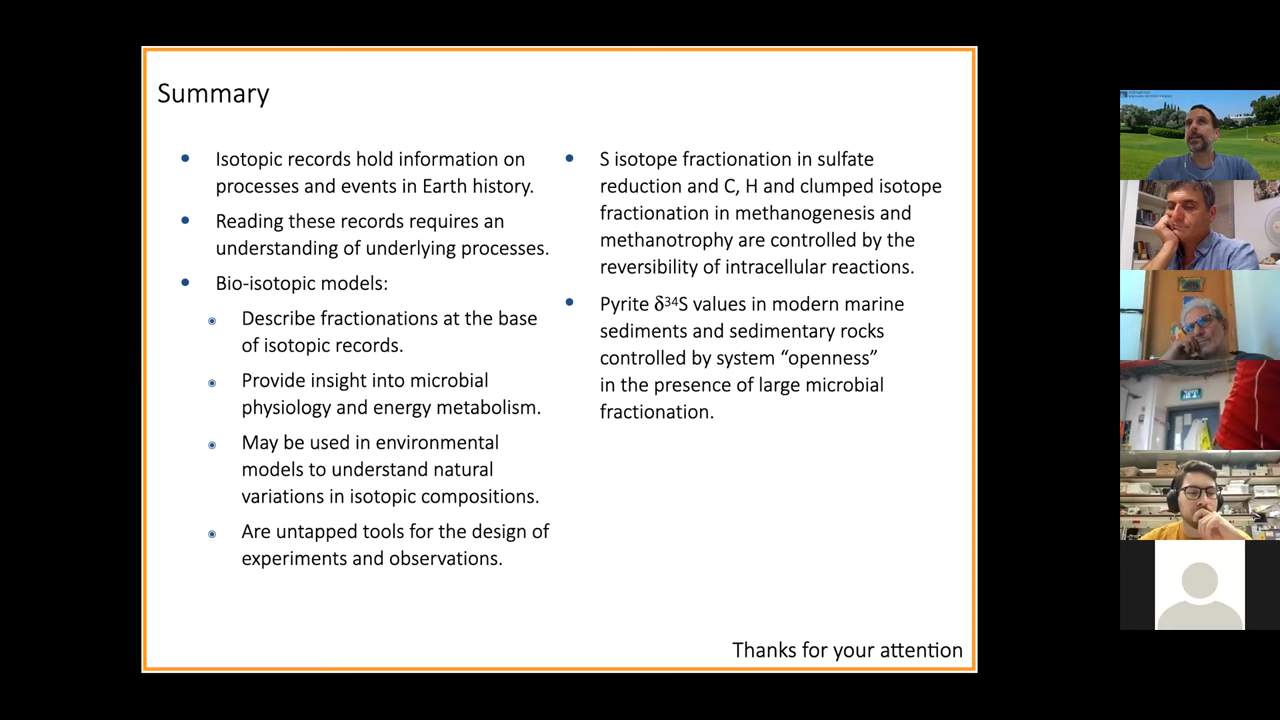 Summary
Isotopic records hold information on
processes and events in Earth history.
Reading these records requires an
understanding of underlying processes.
Bio-isotopic models:
Describe fractionations at the base
of isotopic records.
Provide insight into microbial
physiology and energy metabolism.
May be used in environmental
models to understand natural
variations in isotopic compositions.
Are untapped tools for the design of
experiments and observations.
S isotope fractionation in sulfate
reduction and C, H and clumped isotope
fractionation in methanogenesis and
methanotrophy are controlled by the
reversibility of intracellular reactions.
Pyrite δ³⁴S values in modern marine
sediments and sedimentary rocks
controlled by system “openness”
in the presence of large microbial
fractionation.
Thanks for your attention